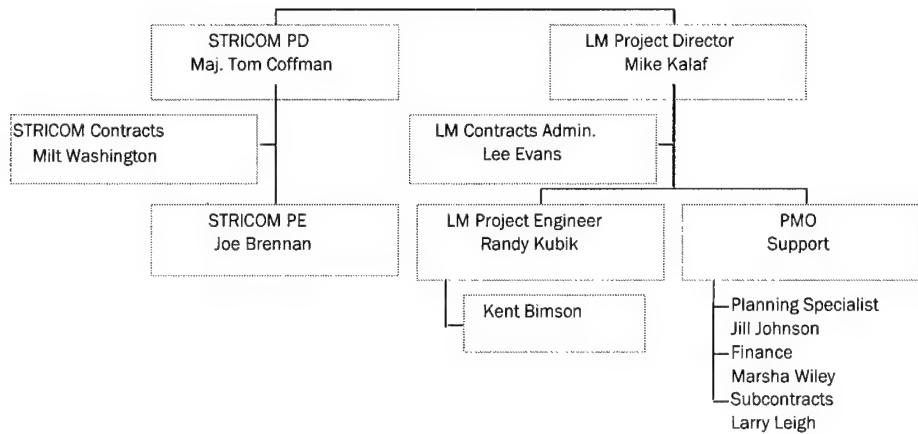 STRICOM PD
Maj. Tom Coffman
LM Project Director
Mike Kalaf
STRICOM Contracts
Milt Washington
LM Contracts Admin.
Lee Evans
STRICOM PE
Joe Brennan
LM Project Engineer
Randy Kubik
PMO
Support
Kent Bimson
Planning Specialist
Jill Johnson
Finance
Marsha Wiley
Subcontracts
Larry Leigh